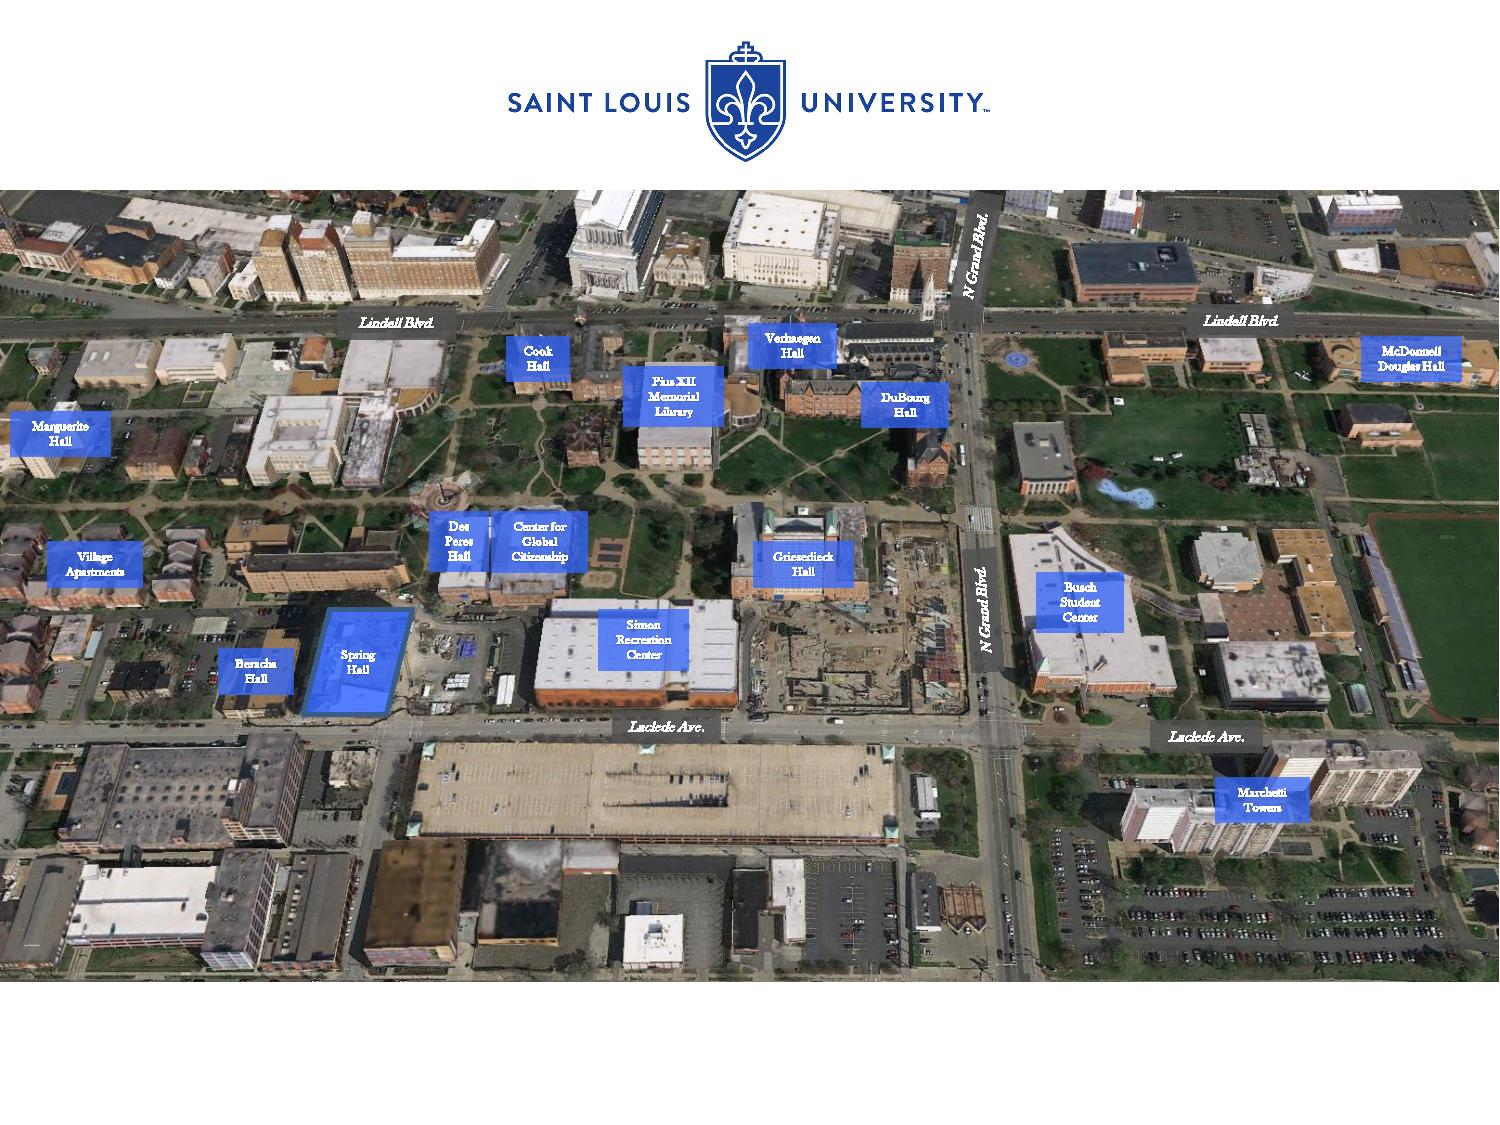 SAINT LOUIS UNIVERSITY™
N Grand Blvd.
Lindell Blvd.
Lindell Blvd.
Cook
Hall
Verhaegen
Hall
McDonnell
Douglas Hall
Pius XII
Memorial
Library
DuBourg
Hall
Marguerite
Hall
Des
Peres
Hall
Center for
Global
Citizenship
Village
Apartments
Griesedieck
Hall
N Grand Blvd.
Busch
Student
Center
Simon
Recreation
Center
Beracha
Hall
Spring
Hall
Laclede Ave.
Laclede Ave.
Marchetti
Towers